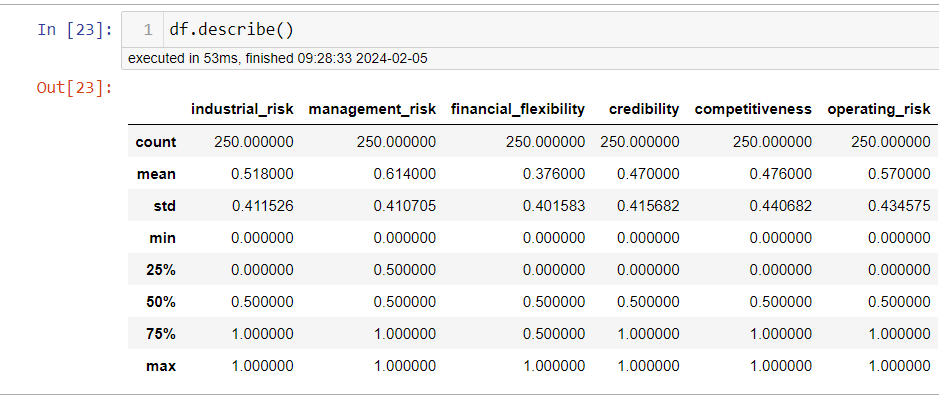 In [23]: 1 df.describe()
executed in 53ms, finished 09:28:33 2024-02-05
Out[23]:
industrial_risk management_risk financial_flexibility credibility competitiveness operating_risk
count 250.000000 250.000000 250.000000 250.000000 250.000000 250.000000
mean 0.518000 0.614000 0.376000 0.470000 0.476000 0.570000
std 0.411526 0.410705 0.401583 0.415682 0.440682 0.434575
min 0.000000 0.000000 0.000000 0.000000 0.000000 0.000000
25% 0.000000 0.500000 0.000000 0.000000 0.000000 0.000000
50% 0.500000 0.500000 0.500000 0.500000 0.500000 0.500000
75% 1.000000 1.000000 0.500000 1.000000 1.000000 1.000000
max 1.000000 1.000000 1.000000 1.000000 1.000000 1.000000